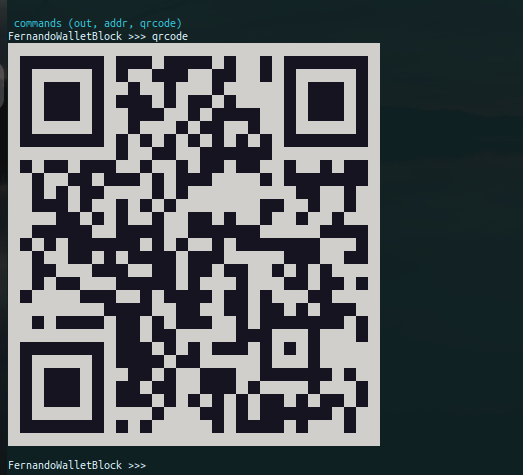 commands (out, addr, qrcode)
FernandoWalletBlock >>> qrcode
FernandoWalletBlock >>>